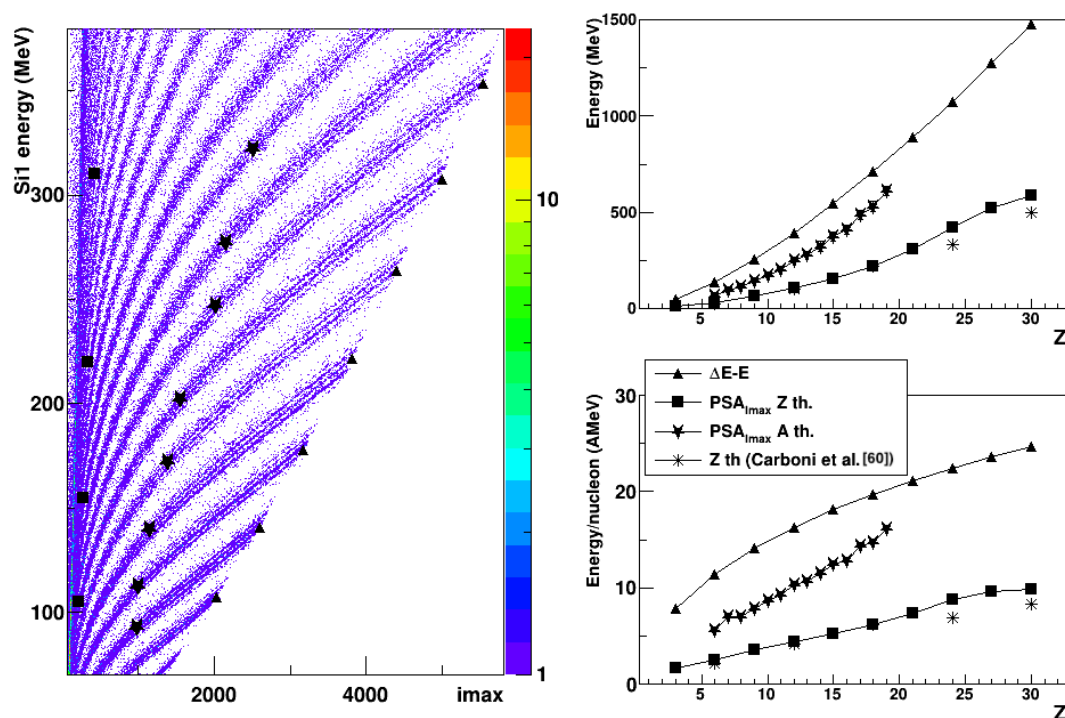 Si1 energy (MeV)
300
200
100
2000
4000
imax
10
1
Energy (MeV)
1500
1000
500
0
5
10
15
20
25
30
Z
ΔE-E
PSA_Imax Z th.
PSA_Imax A th.
Z th (Carboni et al. [60])
Energy/nucleon (AMeV)
30
20
10
0
5
10
15
20
25
30
Z